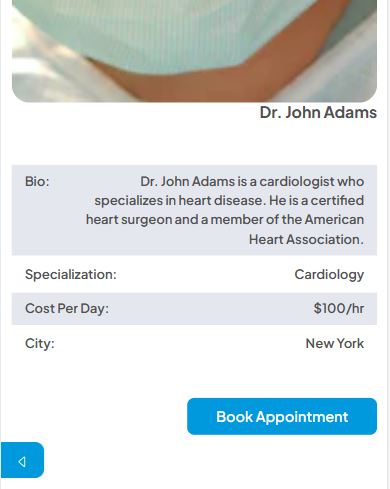 Dr. John Adams
Bio: Dr. John Adams is a cardiologist who
specializes in heart disease. He is a certified
heart surgeon and a member of the American
Heart Association.
Specialization: Cardiology
Cost Per Day: $100/hr
City: New York
Book Appointment